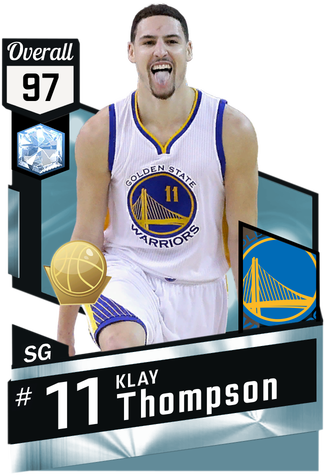 Overall
97
GOLDEN STATE
11
WARRIORS
SG
# 11 KLAY
Thompson